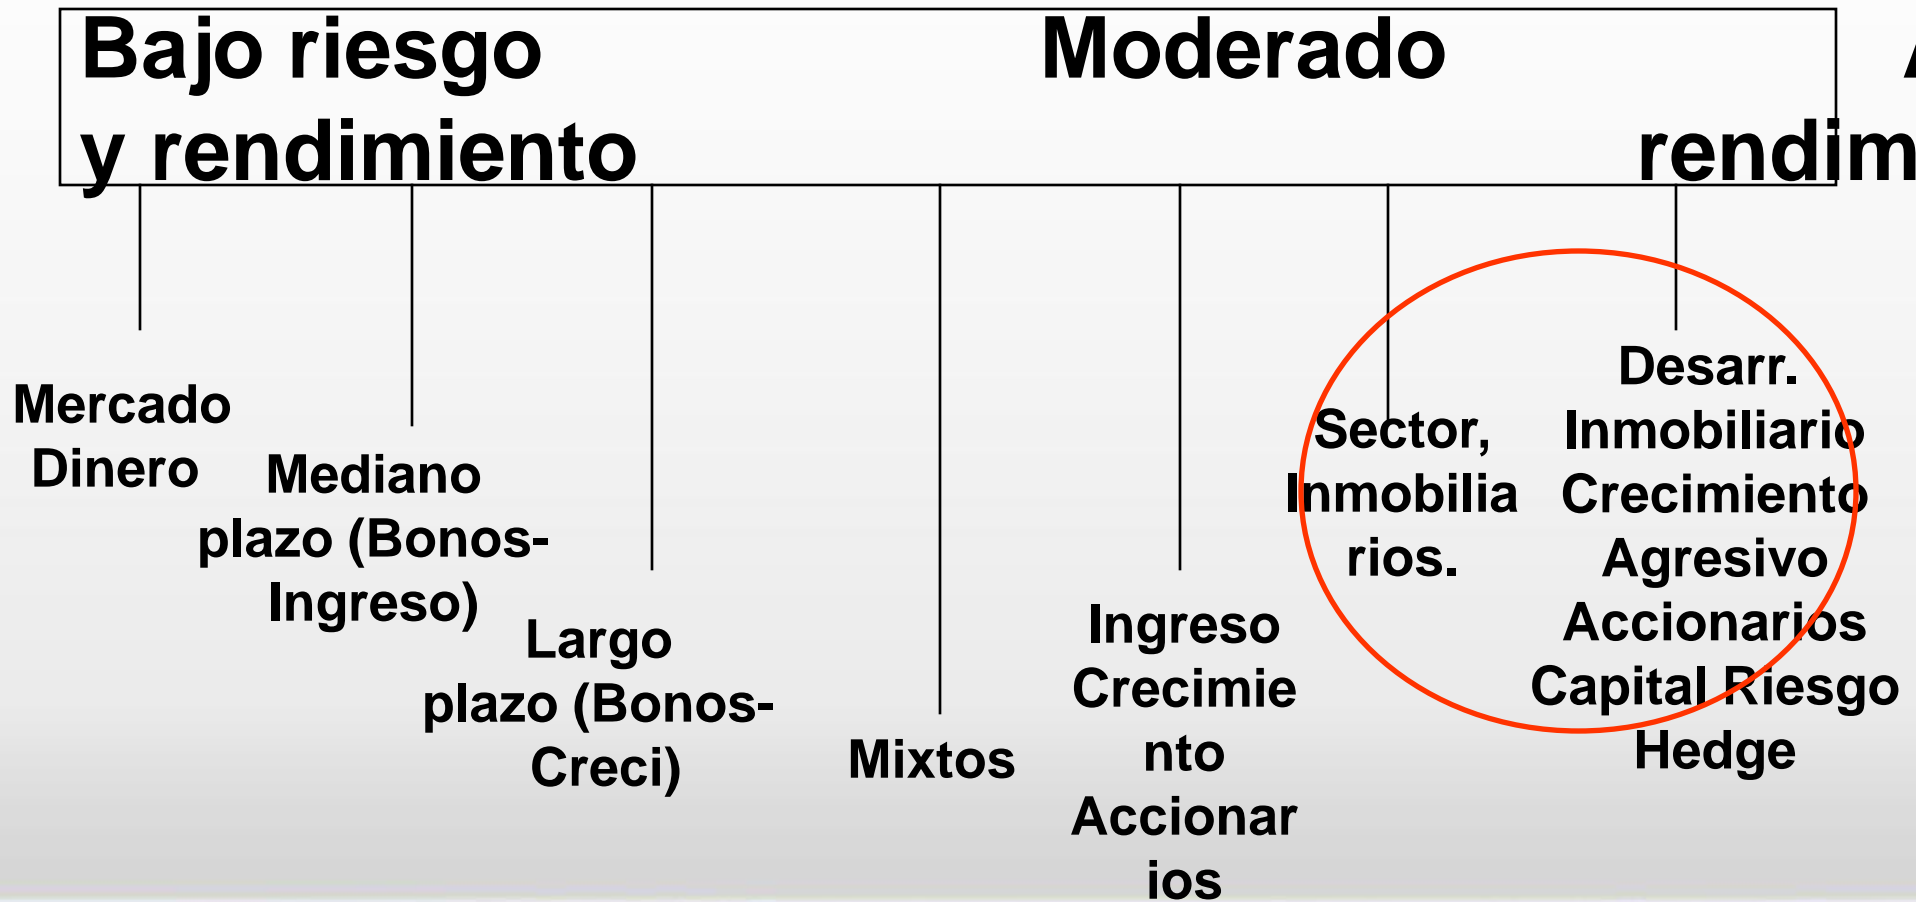 Bajo riesgo
y rendimiento
Moderado
A
rendim
Mercado
Dinero
Mediano
plazo (Bonos-
Ingreso)
Largo
plazo (Bonos-
Creci)
Mixtos
Ingreso
Crecimie
nto
Accionar
ios
Sector,
Inmobilia
rios.
Desarr.
Inmobiliario
Crecimiento
Agresivo
Accionarios
Capital Riesgo
Hedge